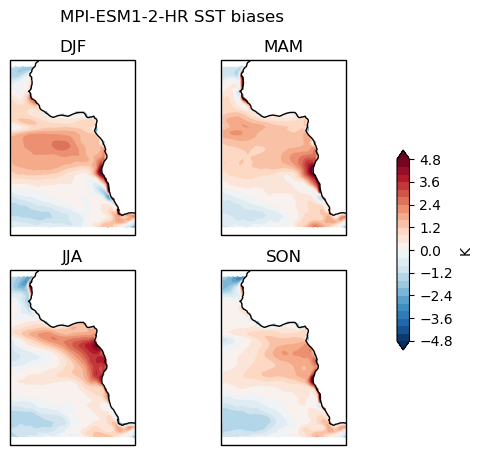 MPI-ESM1-2-HR SST biases
DJF
MAM
JJA
SON
4.8
3.6
2.4
1.2
0.0
−1.2
−2.4
−3.6
−4.8
K